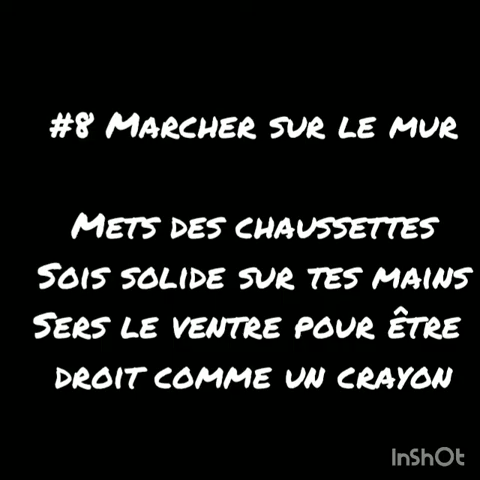 #8 Marcher sur le mur
Mets des chaussettes
Sois solide sur tes mains
Sers le ventre pour être
droit comme un crayon
InShOt